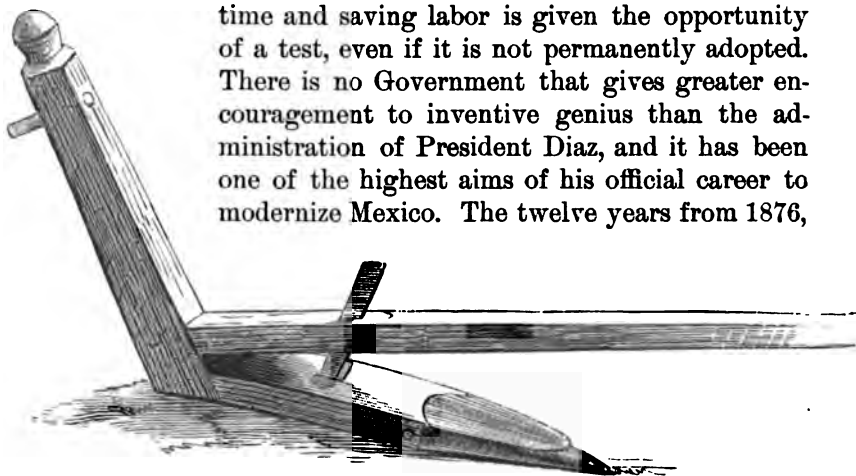 time and saving labor is given the opportunity
of a test, even if it is not permanently adopted.
There is no Government that gives greater en-
couragement to inventive genius than the ad-
ministration of President Diaz, and it has been
one of the highest aims of his official career to
modernize Mexico. The twelve years from 1876,